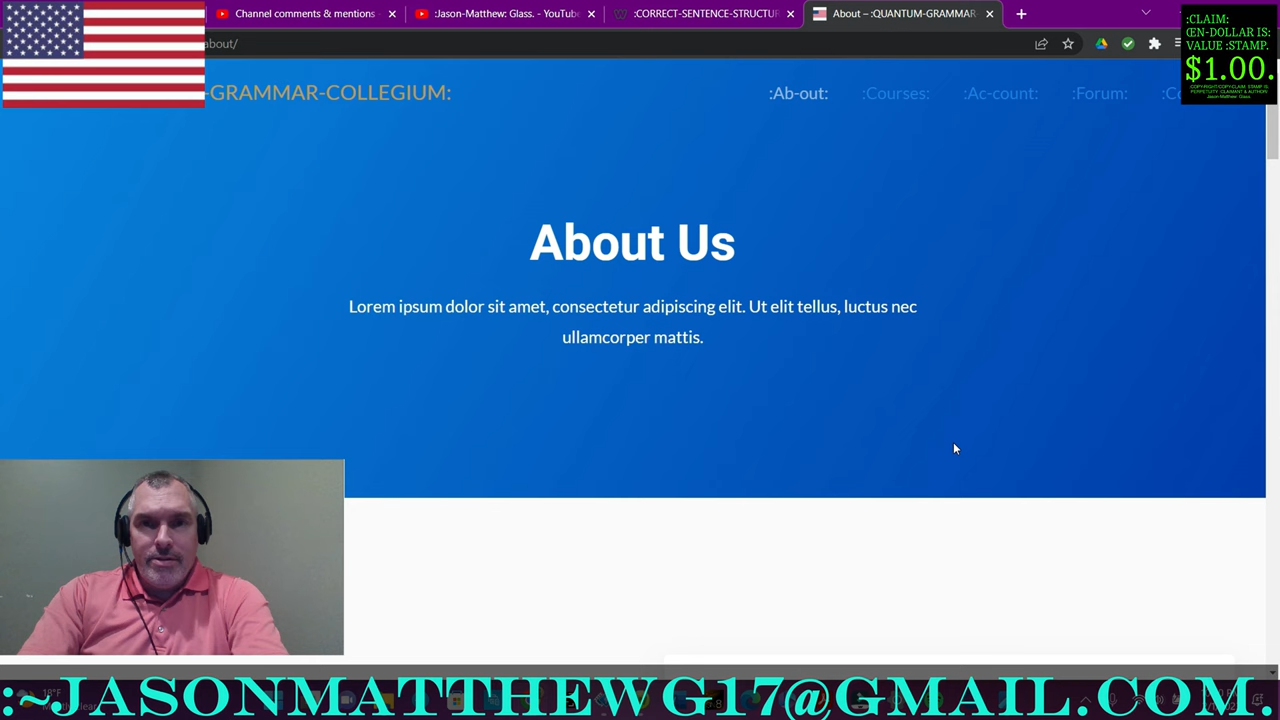 Channel comments & mentions -
:Jason-Matthew: Glass. - YouTube
:CORRECT-SENTENCE-STRUCTUR
About – :QUANTUM-GRAMMAR-
about/
-GRAMMAR-COLLEGIUM:
:Ab-out:
:Courses:
:Ac-count:
:Forum:
:CLAIM:
ŒN-DOLLAR IS:
VALUE :STAMP.
$1.00.
About Us
Lorem ipsum dolor sit amet, consectetur adipiscing elit. Ut elit tellus, luctus nec
ullamcorper mattis.
18°F
:~JASONMATTHEWG17@GMAIL.COM.